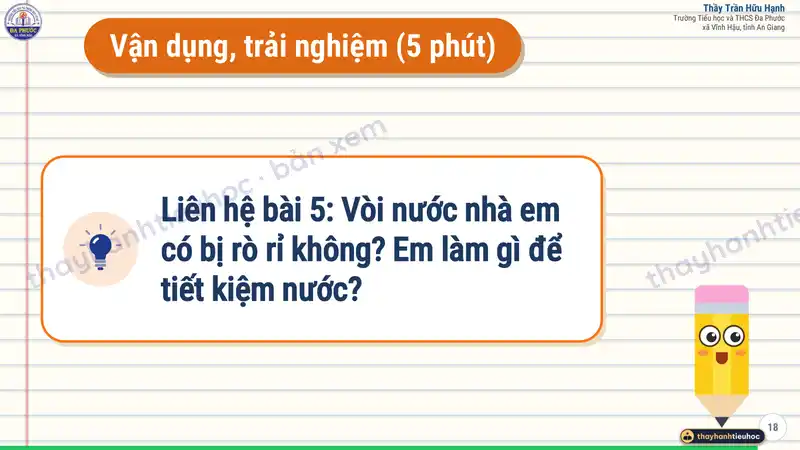 ĐA PHƯỚC
Thầy Trần Hữu Hạnh
Trường Tiểu học và THCS Đa Phước
xã Vĩnh Hậu, tỉnh An Giang
Vận dụng, trải nghiệm (5 phút)
Liên hệ bài 5: Vòi nước nhà em
có bị rò rỉ không? Em làm gì để
tiết kiệm nước?
thayhanhtieuhoc · bản xem
thayhanhtieuhoc
thayhanhtieuhoc
18